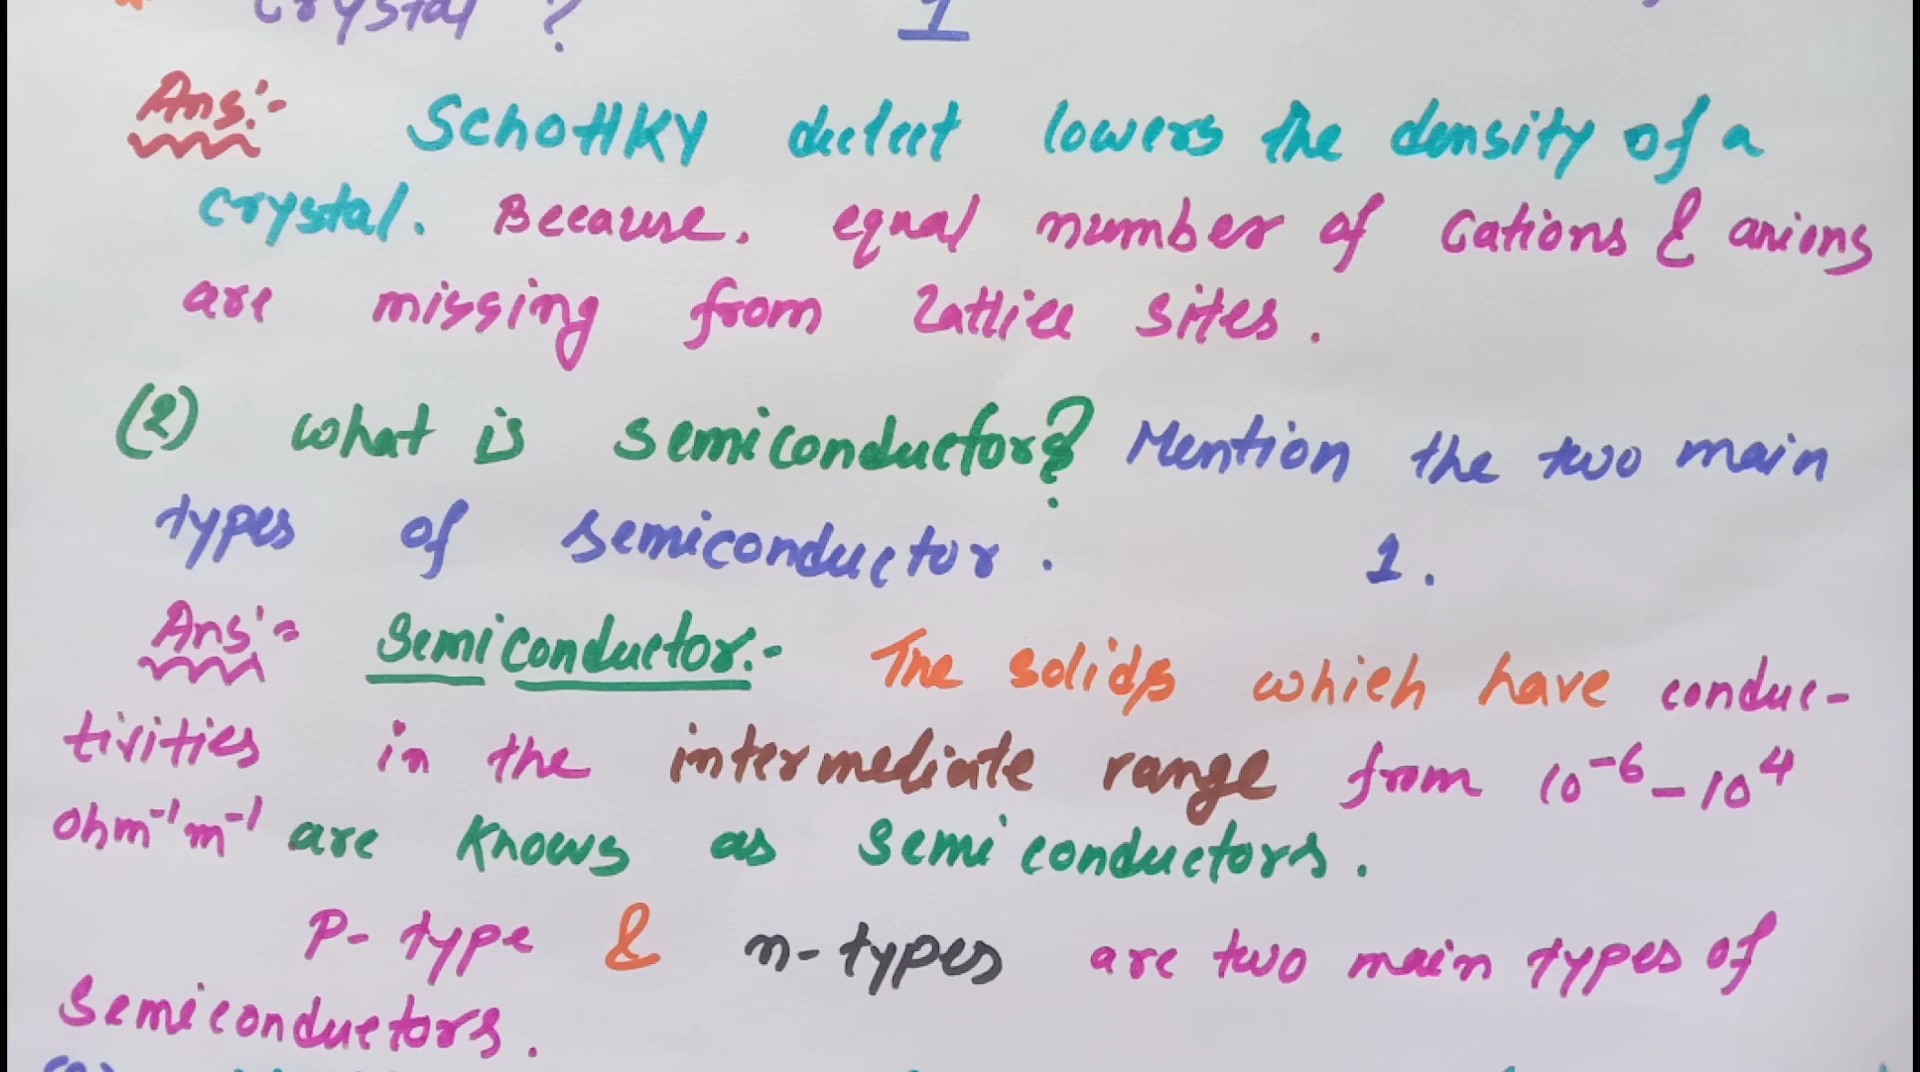 crystal ? 1
Ans:- Schottky defect lowers the density of a
crystal. Because. equal number of cations & anions
are missing from lattice sites.
(2) what is semiconductor? Mention the two main
types of semiconductor. 1.
Ans:- Semiconductor:- The solids which have conduc-
tivities in the intermediate range from 10⁻⁶ – 10⁴
ohm⁻¹m⁻¹ are knows as semi conductors.
P- type & n-types are two main types of
Semiconductors.